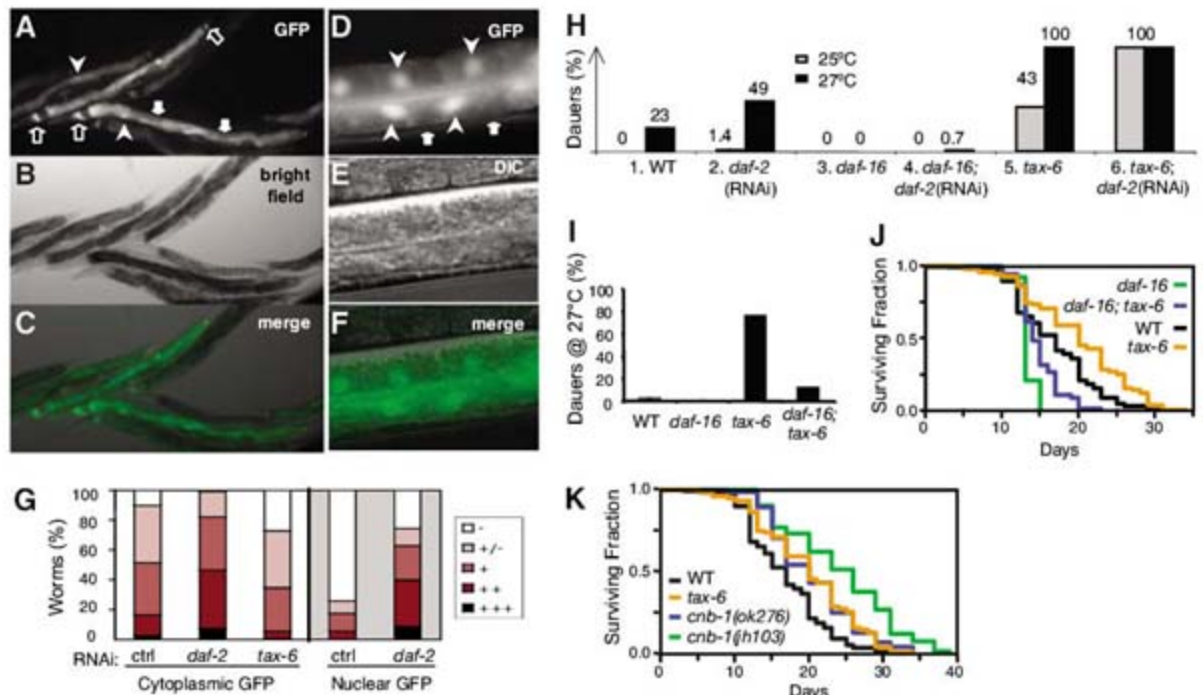 A
GFP
B
bright
field
C
merge
D
GFP
E
DIC
F
merge
G
Worms (%)
100
80
60
40
20
0
RNAi:
ctrl daf-2 tax-6 ctrl daf-2
Cytoplasmic GFP Nuclear GFP
-
+/-
+
++
+++
H
Dauers (%)
25ºC
27ºC
0 23
1.4 49
0 0
0 0.7
43 100
100
1. WT
2. daf-2
(RNAi)
3. daf-16
4. daf-16;
daf-2(RNAi)
5. tax-6
6. tax-6;
daf-2(RNAi)
I
Dauers @ 27°C (%)
100
80
60
40
20
0
WT daf-16 tax-6 daf-16;
tax-6
J
Surviving Fraction
1.0
0.5
0.0
daf-16
daf-16; tax-6
WT
tax-6
0 10 20 30
Days
K
Surviving Fraction
1.0
0.5
0.0
WT
tax-6
cnb-1(ok276)
cnb-1(jh103)
0 10 20 30 40
Days